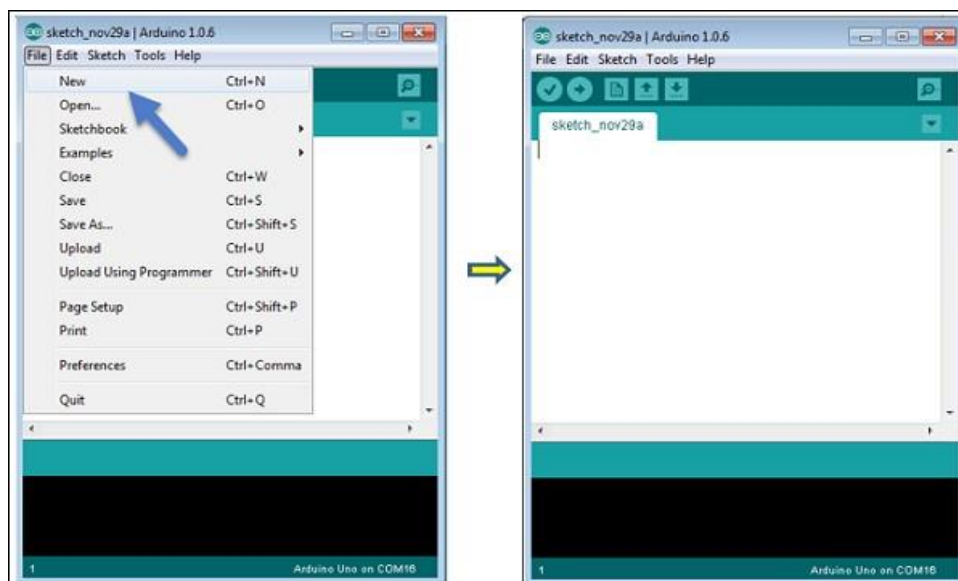 sketch_nov29a | Arduino 1.0.6
File Edit Sketch Tools Help
New Ctrl+N
Open... Ctrl+O
Sketchbook
Examples
Close Ctrl+W
Save Ctrl+S
Save As... Ctrl+Shift+S
Upload Ctrl+U
Upload Using Programmer Ctrl+Shift+U
Page Setup Ctrl+Shift+P
Print Ctrl+P
Preferences Ctrl+Comma
Quit Ctrl+Q
1 Arduino Uno on COM16
sketch_nov29a | Arduino 1.0.6
File Edit Sketch Tools Help
sketch_nov29a
1 Arduino Uno on COM16